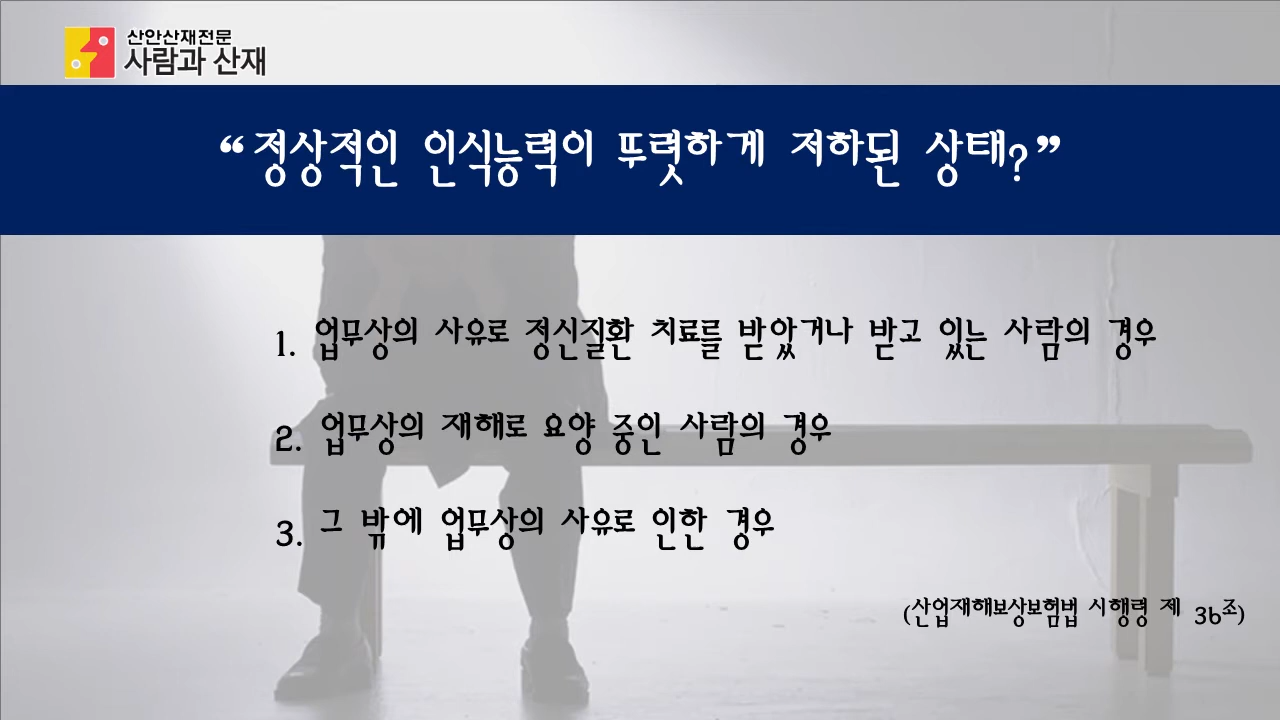 산안산재전문
사람과 산재
“정상적인 인식능력이 뚜렷하게 저하된 상태?”
1. 업무상의 사유로 정신질환 치료를 받았거나 받고 있는 사람의 경우
2. 업무상의 재해로 요양 중인 사람의 경우
3. 그 밖에 업무상의 사유로 인한 경우
(산업재해보상보험법 시행령 제 36조)